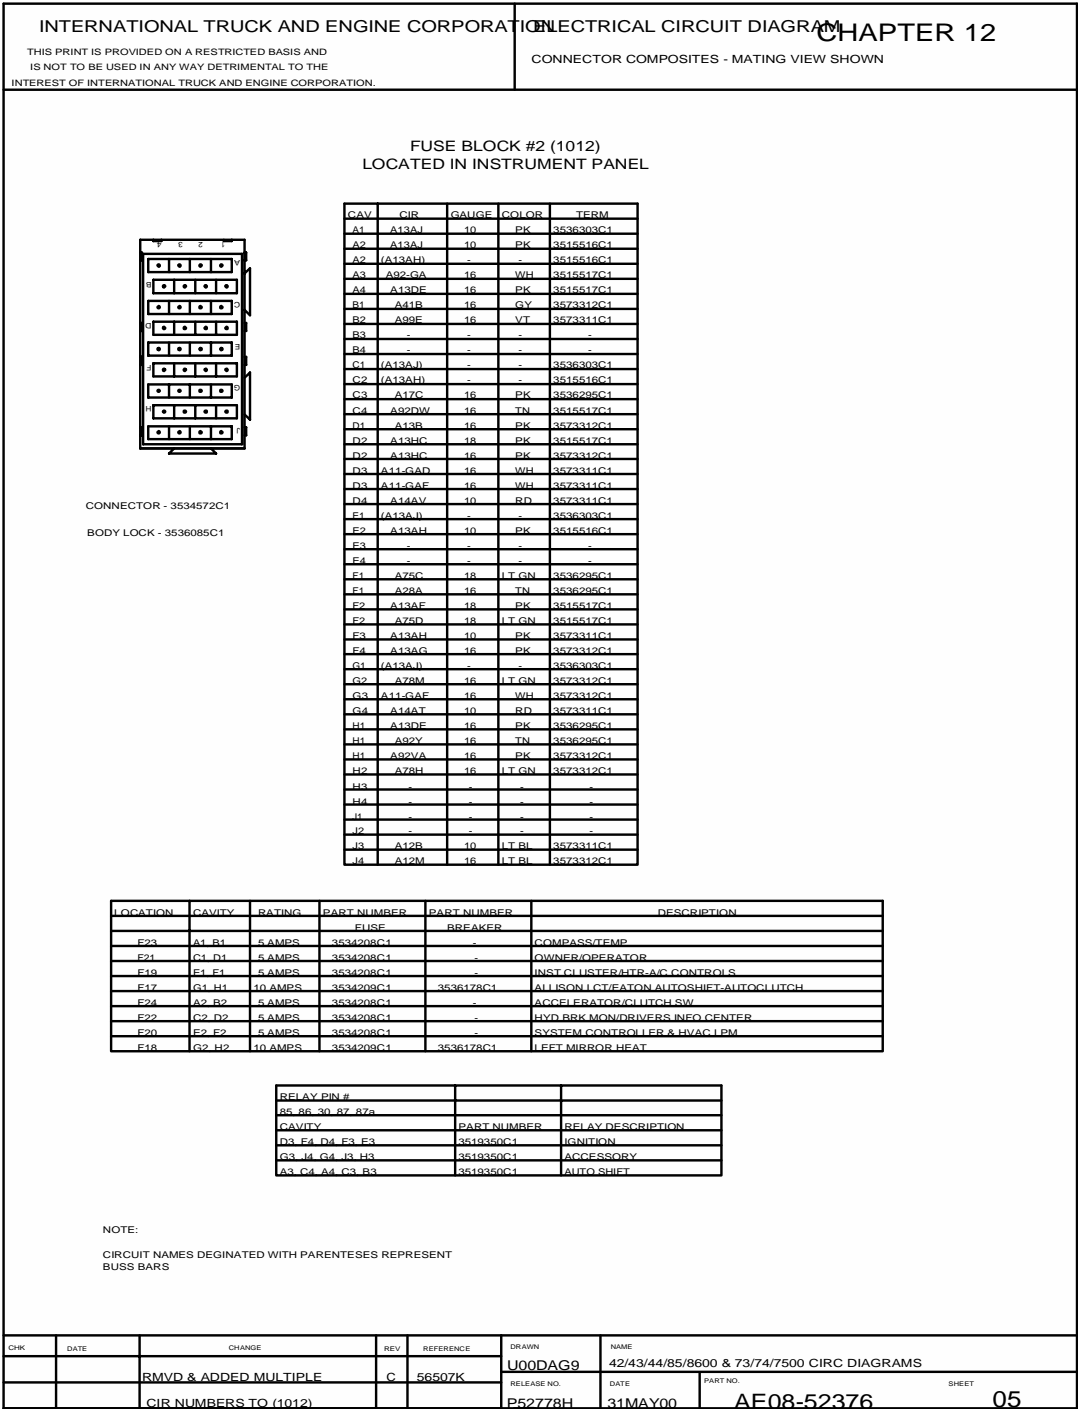 INTERNATIONAL TRUCK AND ENGINE CORPORATION
THIS PRINT IS PROVIDED ON A RESTRICTED BASIS AND
IS NOT TO BE USED IN ANY WAY DETRIMENTAL TO THE
INTEREST OF INTERNATIONAL TRUCK AND ENGINE CORPORATION.
ELECTRICAL CIRCUIT DIAGRAM
CHAPTER 12
CONNECTOR COMPOSITES - MATING VIEW SHOWN
FUSE BLOCK #2 (1012)
LOCATED IN INSTRUMENT PANEL
4 3 2 1
A
B
C
D
E
F
G
H
J
CONNECTOR - 3534572C1
BODY LOCK - 3536085C1
CAV CIR GAUGE COLOR TERM
A1 A13AJ 10 PK 3536303C1
A2 A13AJ 10 PK 3515516C1
A2 (A13AH) - - 3515516C1
A3 A92-GA 16 WH 3515517C1
A4 A13DE 16 PK 3515517C1
B1 A41B 16 GY 3573312C1
B2 A99E 16 VT 3573311C1
B3 - - - -
B4 - - - -
C1 (A13AJ) - - 3536303C1
C2 (A13AH) - - 3515516C1
C3 A17C 16 PK 3536295C1
C4 A92DW 16 TN 3515517C1
D1 A13B 16 PK 3573312C1
D2 A13HC 18 PK 3515517C1
D2 A13HC 16 PK 3573312C1
D3 A11-GAD 16 WH 3573311C1
D3 A11-GAE 16 WH 3573311C1
D4 A14AV 10 RD 3573311C1
E1 (A13AJ) - - 3536303C1
E2 A13AH 10 PK 3515516C1
E3 - - - -
E4 - - - -
F1 A75C 18 LT GN 3536295C1
F1 A28A 16 TN 3536295C1
F2 A13AF 18 PK 3515517C1
F2 A75D 18 LT GN 3515517C1
F3 A13AH 10 PK 3573311C1
F4 A13AG 16 PK 3573312C1
G1 (A13AJ) - - 3536303C1
G2 A78M 16 LT GN 3573312C1
G3 A11-GAF 16 WH 3573312C1
G4 A14AT 10 RD 3573311C1
H1 A13DF 16 PK 3536295C1
H1 A92Y 16 TN 3536295C1
H1 A92VA 16 PK 3573312C1
H2 A78H 16 LT GN 3573312C1
H3 - - - -
H4 - - - -
J1 - - - -
J2 - - - -
J3 A12B 10 LT BL 3573311C1
J4 A12M 16 LT BL 3573312C1
LOCATION CAVITY RATING PART NUMBER PART NUMBER DESCRIPTION
FUSE BREAKER
F23 A1, B1 5 AMPS 3534208C1 - COMPASS/TEMP
F21 C1, D1 5 AMPS 3534208C1 - OWNER/OPERATOR
F19 E1, F1 5 AMPS 3534208C1 - INST CLUSTER/HTR-A/C CONTROLS
F17 G1, H1 10 AMPS 3534209C1 3536178C1 ALLISON LCT/EATON AUTOSHIFT-AUTOCLUTCH
F24 A2, B2 5 AMPS 3534208C1 - ACCELERATOR/CLUTCH SW
F22 C2, D2 5 AMPS 3534208C1 - HYD BRK MON/DRIVERS INFO CENTER
F20 E2, F2 5 AMPS 3534208C1 - SYSTEM CONTROLLER & HVAC LPM
F18 G2, H2 10 AMPS 3534209C1 3536178C1 LEFT MIRROR HEAT
RELAY PIN #
85, 86, 30, 87, 87a
CAVITY PART NUMBER RELAY DESCRIPTION
D3, F4, D4, F3, E3 3519350C1 IGNITION
G3, J4, G4, J3, H3 3519350C1 ACCESSORY
A3, C4, A4, C3, B3 3519350C1 AUTO SHIFT
NOTE:
CIRCUIT NAMES DEGINATED WITH PARENTESES REPRESENT
BUSS BARS
CHK DATE CHANGE REV REFERENCE
RMVD & ADDED MULTIPLE C 56507K
CIR NUMBERS TO (1012)
DRAWN
U00DAG9
NAME
42/43/44/85/8600 & 73/74/7500 CIRC DIAGRAMS
RELEASE NO.
P52778H
DATE
31MAY00
PART NO.
AE08-52376
SHEET
05